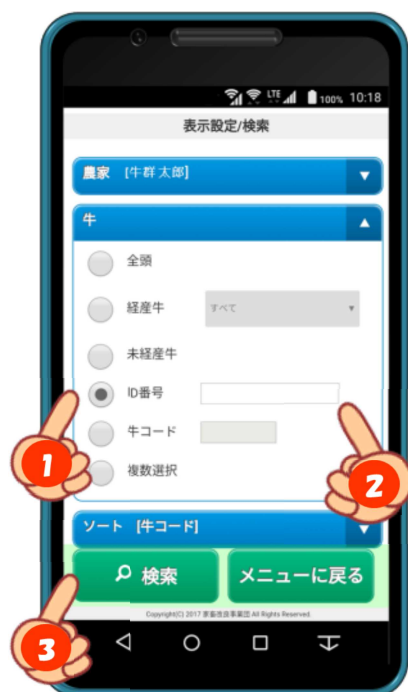 LTE 100% 10:18
表示設定/検索
農家 [牛群 太郎]
牛
全頭
経産牛 すべて
未経産牛
ID番号
1
2
牛コード
複数選択
ソート [牛コード]
検索 メニューに戻る
Copyright(C) 2017 家畜改良事業団 All Rights Reserved.
3